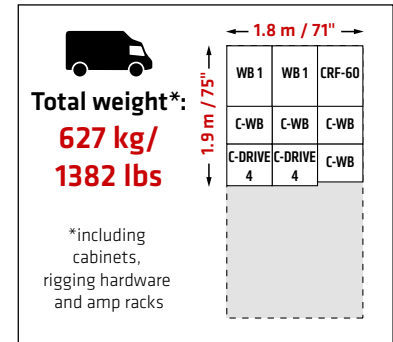 Total weight*:
627 kg/
1382 lbs
*including
cabinets,
rigging hardware
and amp racks
1.8 m / 71"
1.9 m / 75"
WB 1 WB 1 CRF-60
C-WB C-WB C-WB
C-DRIVE C-DRIVE C-WB
4 4